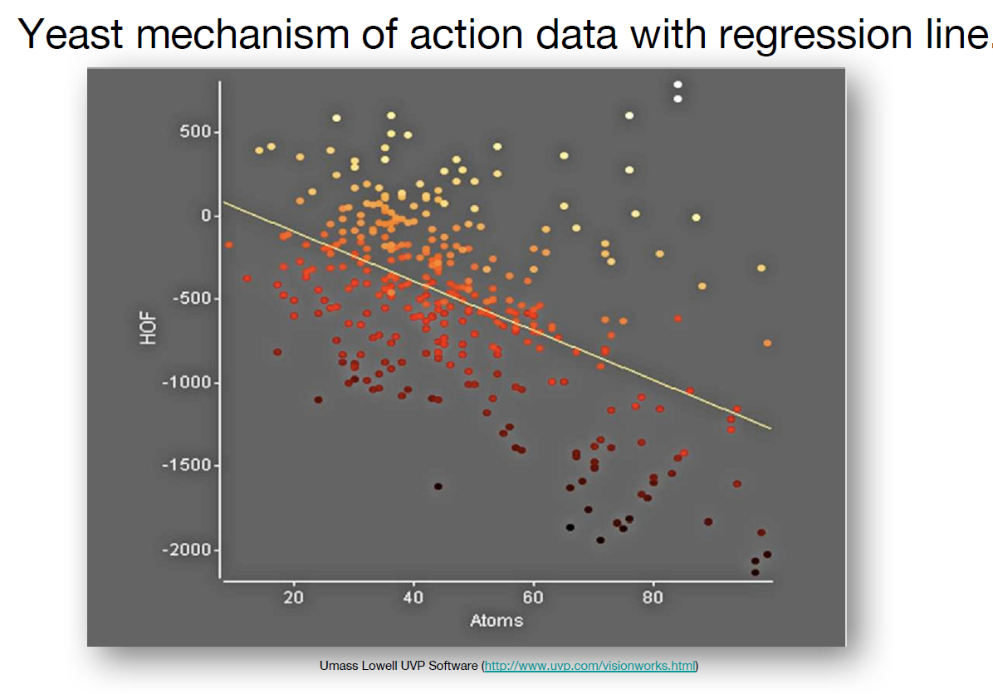 Yeast mechanism of action data with regression line.
500
0
-500
-1000
-1500
-2000
HOF
20 40 60 80
Atoms
Umass Lowell UVP Software (http://www.uvp.com/visionworks.html)